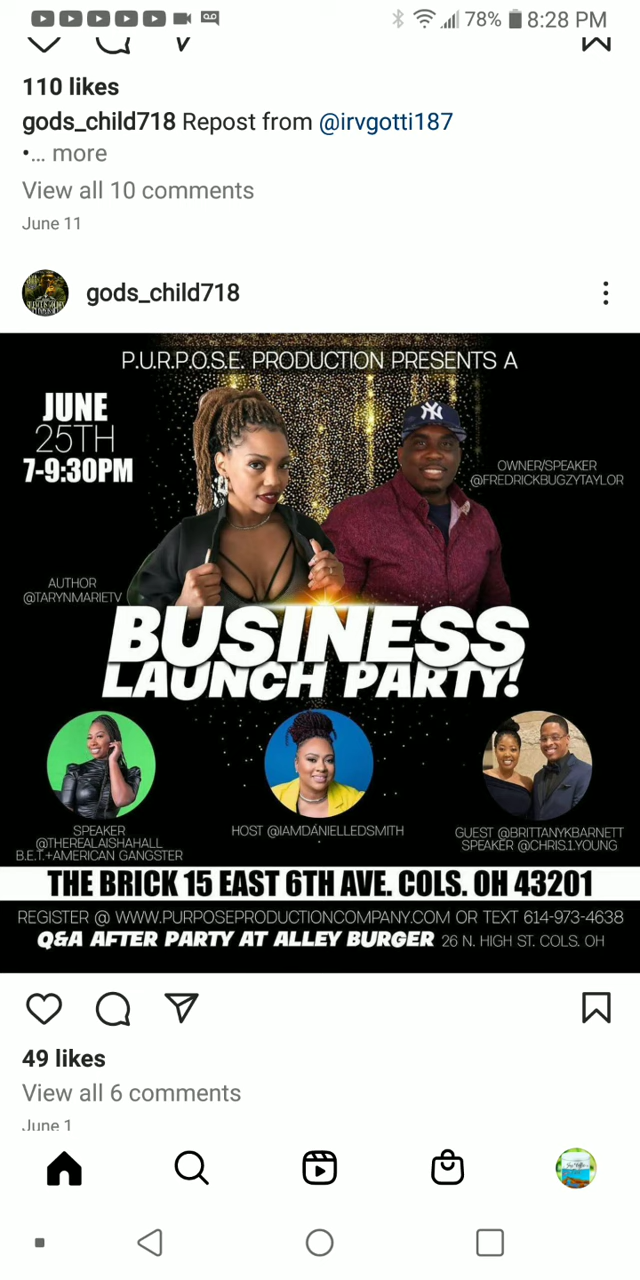 78% 8:28 PM
110 likes
gods_child718 Repost from @irvgotti187
•... more
View all 10 comments
June 11
gods_child718
P.U.R.P.O.S.E. PRODUCTION PRESENTS A
JUNE
25TH
7-9:30PM
NY
OWNER/SPEAKER
@FREDRICKBUGZYTAYLOR
AUTHOR
@TARYNMARIETV
BUSINESS
LAUNCH PARTY!
SPEAKER
@THEREALAISHAHALL
B.E.T.+AMERICAN GANGSTER
HOST @IAMDANIELLEDSMITH
GUEST @BRITTANYKBARNETT
SPEAKER @CHRIS.1.YOUNG
THE BRICK 15 EAST 6TH AVE. COLS. OH 43201
REGISTER @ WWW.PURPOSEPRODUCTIONCOMPANY.COM OR TEXT 614-973-4638
Q&A AFTER PARTY AT ALLEY BURGER 26 N. HIGH ST. COLS. OH
49 likes
View all 6 comments
June 1